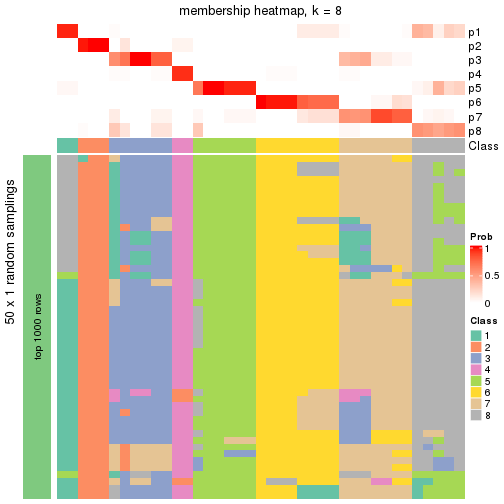 membership heatmap, k = 8
p1
p2
p3
p4
p5
p6
p7
p8
Class
50 x 1 random samplings
top 1000 rows
Prob
1
0.5
0
Class
1
2
3
4
5
6
7
8